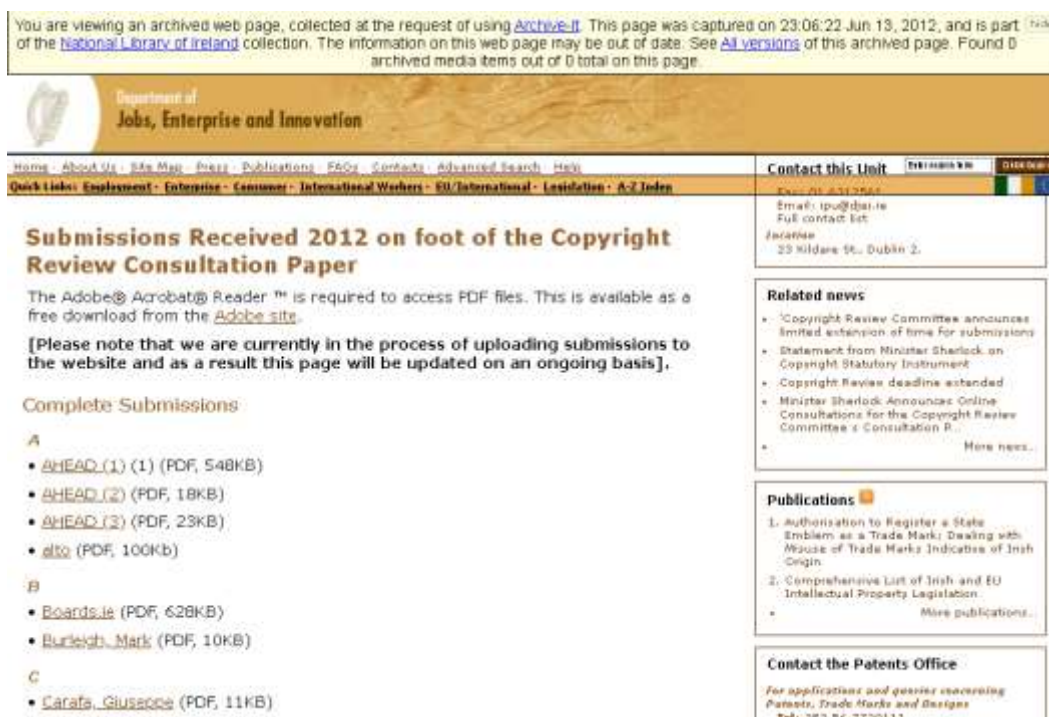 You are viewing an archived web page, collected at the request of using Archive-It. This page was captured on 23:06:22 Jun 13, 2012, and is part
of the National Library of Ireland collection. The information on this web page may be out of date. See All versions of this archived page. Found 0
archived media items out of 0 total on this page.
hide
Department of
Jobs, Enterprise and Innovation
Home · About Us · Site Map · Press · Publications · FAQs · Contacts · Advanced Search · Help
Quick Links: Employment · Enterprise · Consumer · International Workers · EU/International · Legislation · A-Z Index
Submissions Received 2012 on foot of the Copyright
Review Consultation Paper
The Adobe® Acrobat® Reader ™ is required to access PDF files. This is available as a
free download from the Adobe site.
[Please note that we are currently in the process of uploading submissions to
the website and as a result this page will be updated on an ongoing basis].
Complete Submissions
A
• AHEAD (1) (1) (PDF, 548KB)
• AHEAD (2) (PDF, 18KB)
• AHEAD (3) (PDF, 23KB)
• alto (PDF, 100Kb)
B
• Boards.ie (PDF, 628KB)
• Burleigh, Mark (PDF, 10KB)
C
• Carafa, Giuseppe (PDF, 11KB)
Contact this Unit
Fax: 01 6312561
Email: ipu@djei.ie
Full contact list
Location
23 Kildare St., Dublin 2.
Related news
• 'Copyright Review Committee announces
limited extension of time for submissions
• Statement from Minister Sherlock on
Copyright Statutory Instrument
• Copyright Review deadline extended
• Minister Sherlock Announces Online
Consultations for the Copyright Review
Committee's Consultation P...
• More news...
Publications
1. Authorisation to Register a State
Emblem as a Trade Mark; Dealing with
Misuse of Trade Marks Indicative of Irish
Origin
2. Comprehensive List of Irish and EU
Intellectual Property Legislation
• More publications...
Contact the Patents Office
For applications and queries concerning
Patents, Trade Marks and Designs
Tel: